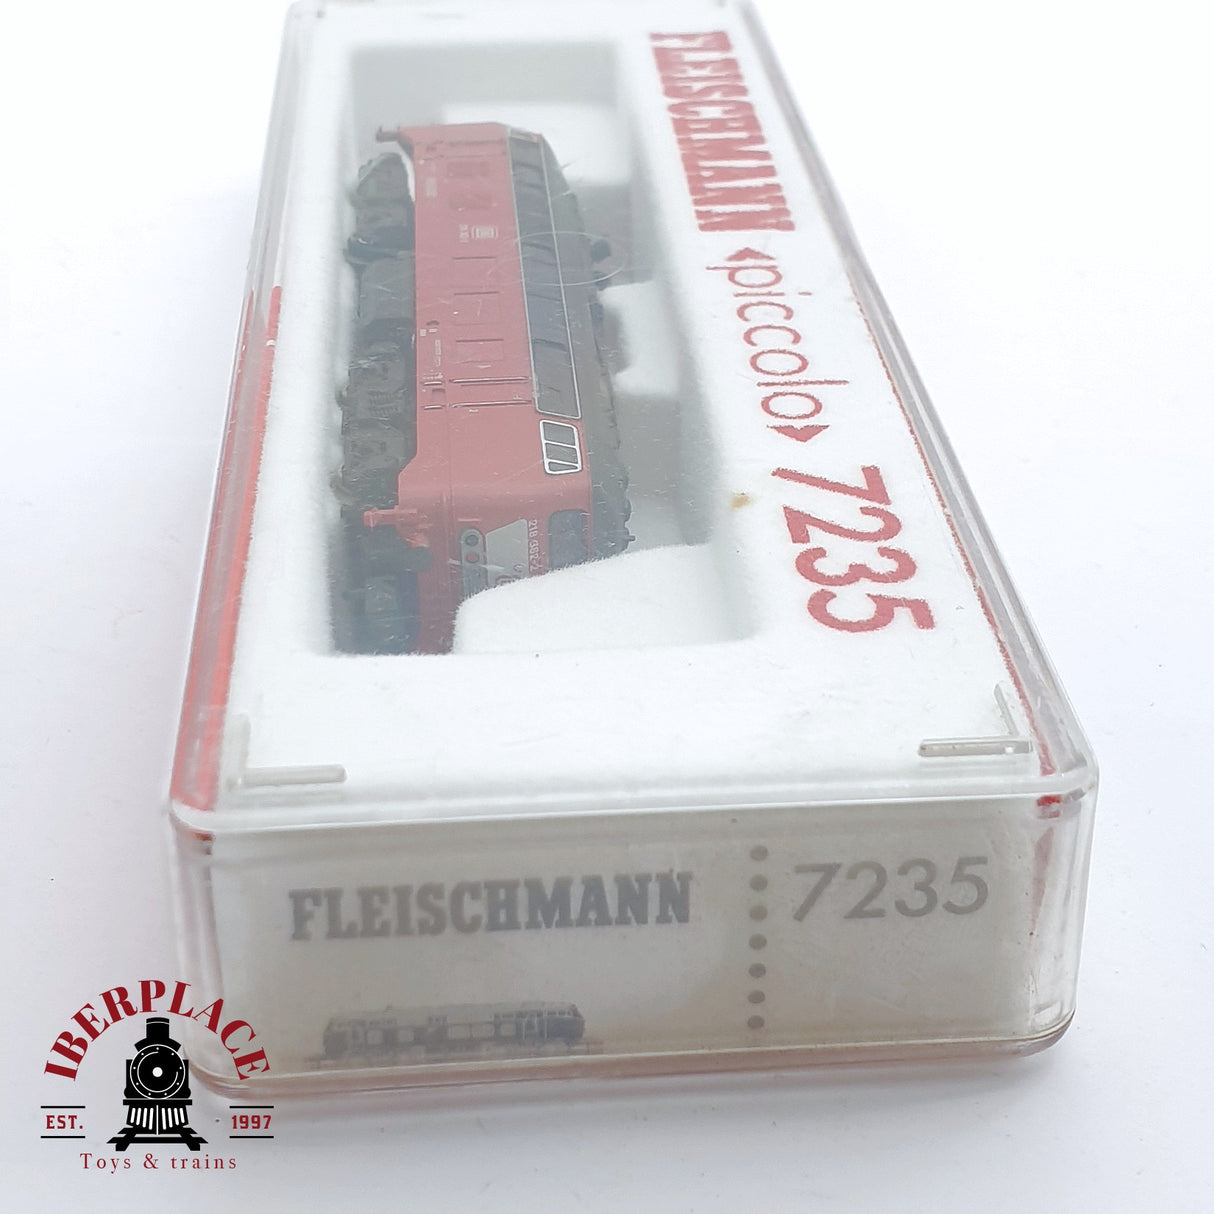 FLEISCHMANN «piccolo» 7235
FLEISCHMANN 7235
IBERPLACE
EST. 1997
Toys & trains